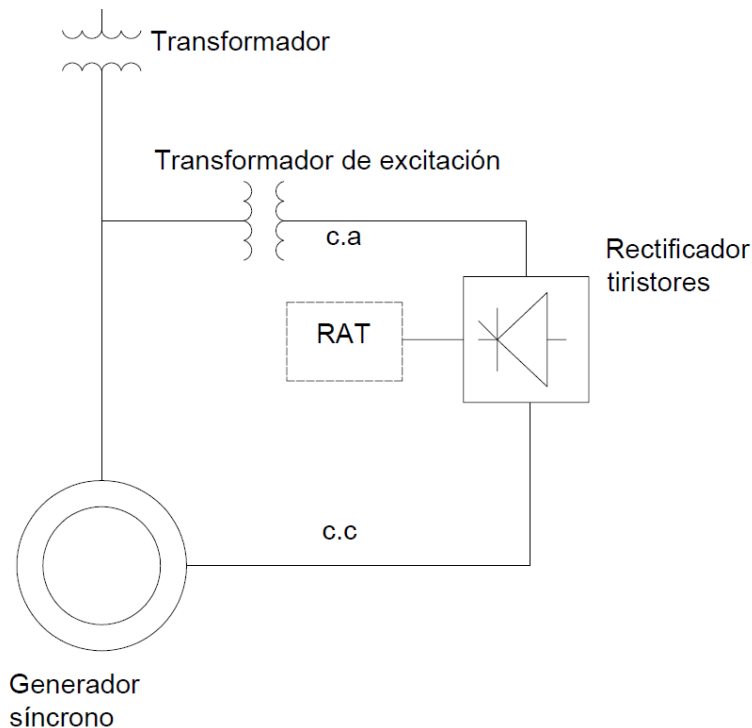 Transformador
Transformador de excitación
c.a
Rectificador
tiristores
RAT
c.c
Generador
síncrono